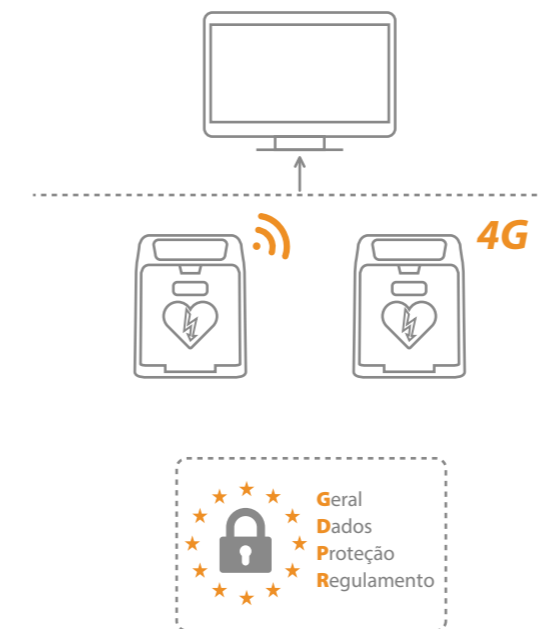 4G
Geral
Dados
Proteção
Regulamento